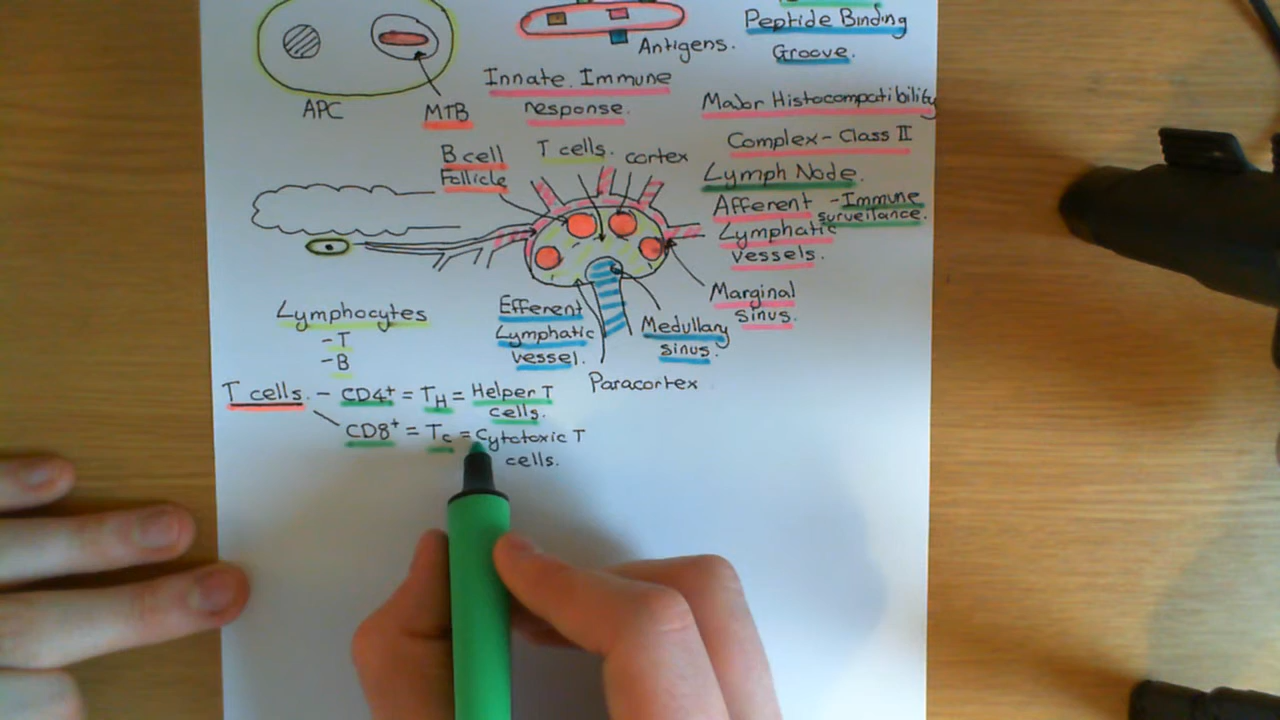 Peptide Binding
Groove.
Antigens.
APC
MTB
Innate Immune
response.
Major Histocompatibility
Complex - Class II
B cell
Follicle
T cells.
cortex
Lymph Node.
Afferent
Lymphatic
vessels.
- Immune
surveilance.
Marginal
sinus.
Lymphocytes
- T
- B
Efferent
Lymphatic
vessel.
Medullary
sinus.
Paracortex
T cells. - CD4+ = TH = Helper T
cells.
CD8+ = Tc = Cytotoxic T
cells.